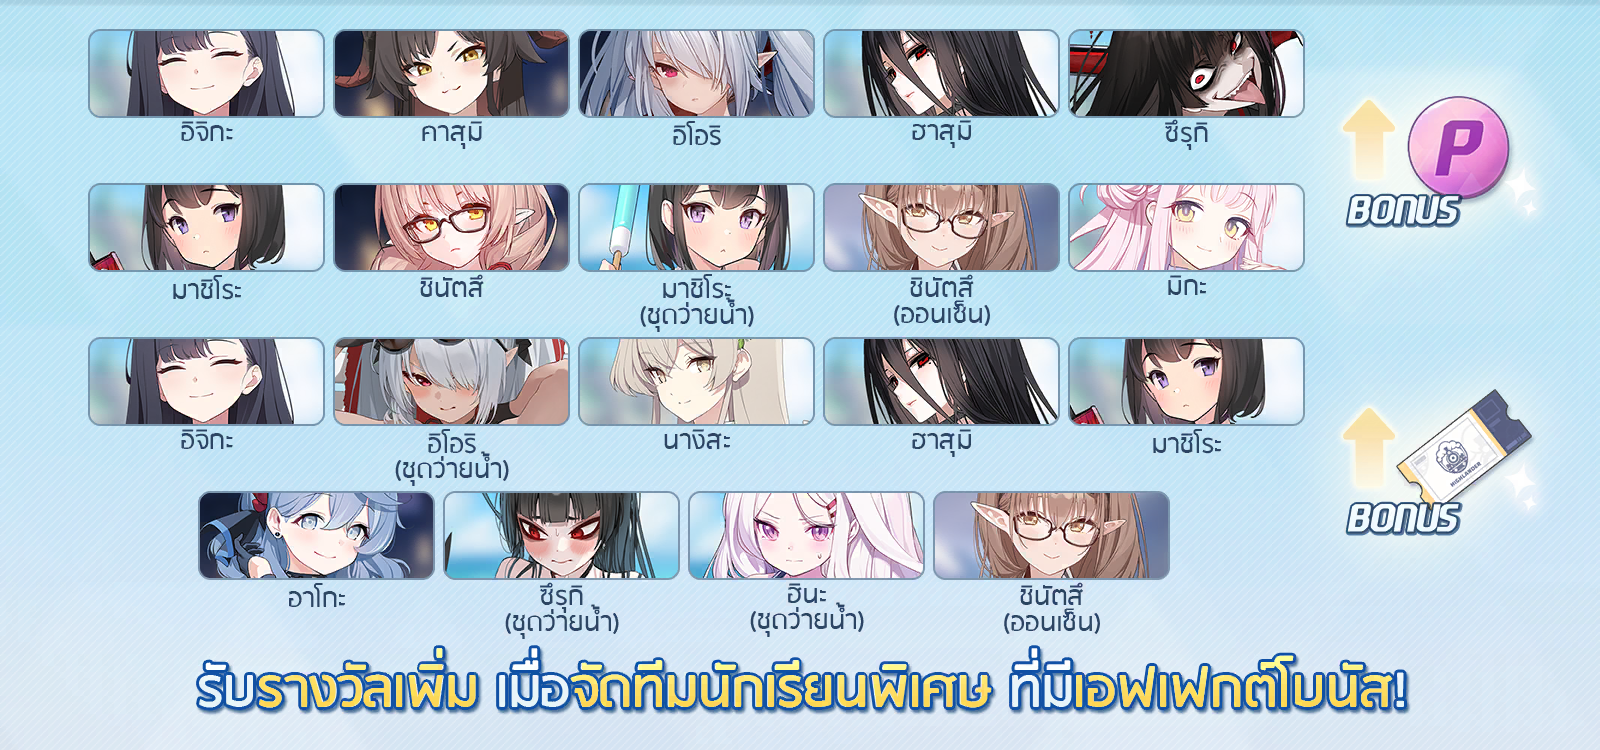 อิจิกะ คาสุมิ อิโอริ ฮาสุมิ ซึรุกิ
P
BONUS
มาชิโระ ชินัตสึ มาชิโระ ชินัตสึ มิกะ
(ชุดว่ายน้ำ) (ออนเซ็น)
อิจิกะ อิโอริ นางิสะ ฮาสุมิ มาชิโระ
(ชุดว่ายน้ำ)
HIGHLANDER
BONUS
อาโกะ ซึรุกิ ฮินะ ชินัตสึ
(ชุดว่ายน้ำ) (ชุดว่ายน้ำ) (ออนเซ็น)
รับรางวัลเพิ่ม เมื่อจัดทีมนักเรียนพิเศษ ที่มีเอฟเฟกต์โบนัส!